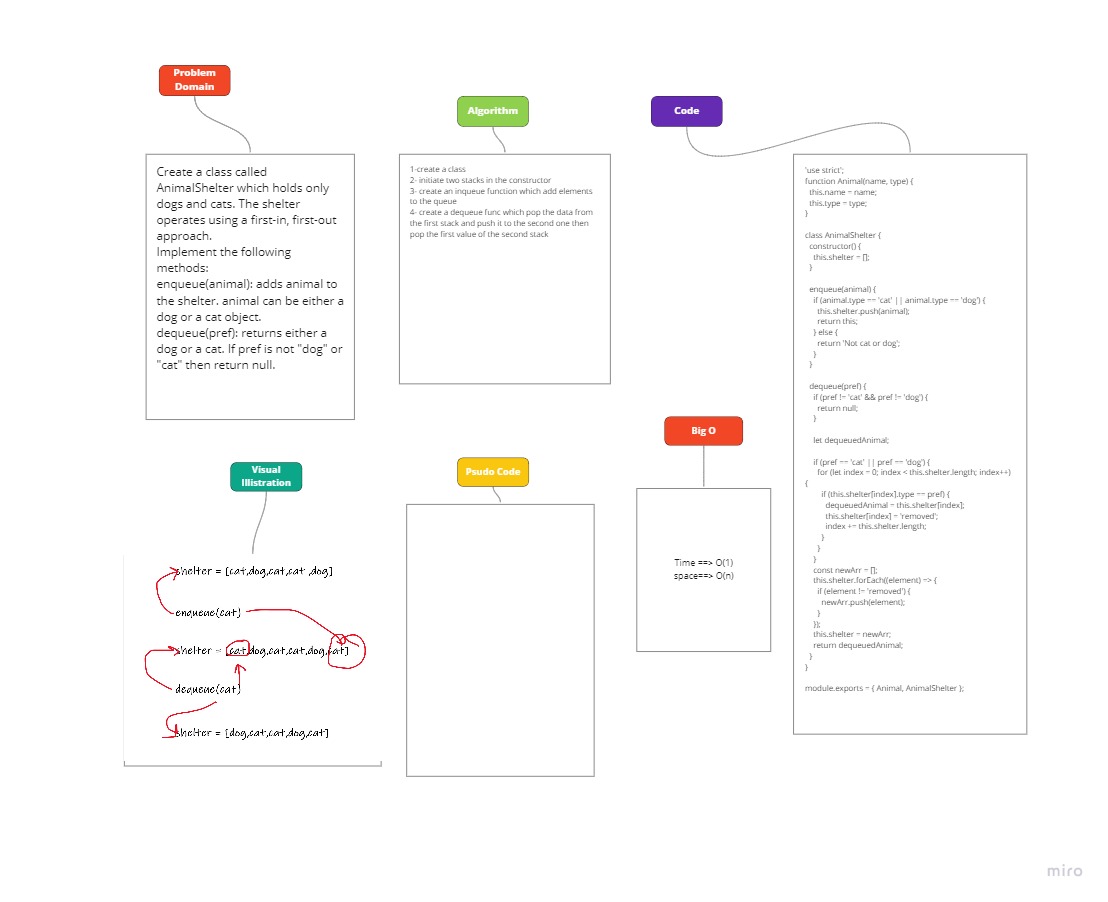 Problem
Domain
Create a class called
AnimalShelter which holds only
dogs and cats. The shelter
operates using a first-in, first-out
approach.
Implement the following
methods:
enqueue(animal): adds animal to
the shelter. animal can be either a
dog or a cat object.
dequeue(pref): returns either a
dog or a cat. If pref is not "dog" or
"cat" then return null.
Algorithm
1-create a class
2- initiate two stacks in the constructor
3- create an inqueue function which add elements
to the queue
4- create a dequeue func which pop the data from
the first stack and push it to the second one then
pop the first value of the second stack
Code
'use strict';
function Animal(name, type) {
this.name = name;
this.type = type;
}
class AnimalShelter {
constructor() {
this.shelter = [];
}
enqueue(animal) {
if (animal.type == 'cat' || animal.type == 'dog') {
this.shelter.push(animal);
return this;
} else {
return 'Not cat or dog';
}
}
dequeue(pref) {
if (pref != 'cat' && pref != 'dog') {
return null;
}
let dequeuedAnimal;
if (pref == 'cat' || pref == 'dog') {
for (let index = 0; index < this.shelter.length; index++)
{
if (this.shelter[index].type == pref) {
dequeuedAnimal = this.shelter[index];
this.shelter[index] = 'removed';
index += this.shelter.length;
}
}
}
const newArr = [];
this.shelter.forEach((element) => {
if (element != 'removed') {
newArr.push(element);
}
});
this.shelter = newArr;
return dequeuedAnimal;
}
}
module.exports = { Animal, AnimalShelter };
Visual
Illistration
shelter = [cat,dog,cat,cat ,dog]
enqueue(cat)
shelter = [cat,dog,cat,cat,dog,cat]
dequeue(cat)
shelter = [dog,cat,cat,dog,cat]
Psudo Code
Big O
Time ==> O(1)
space==> O(n)
miro